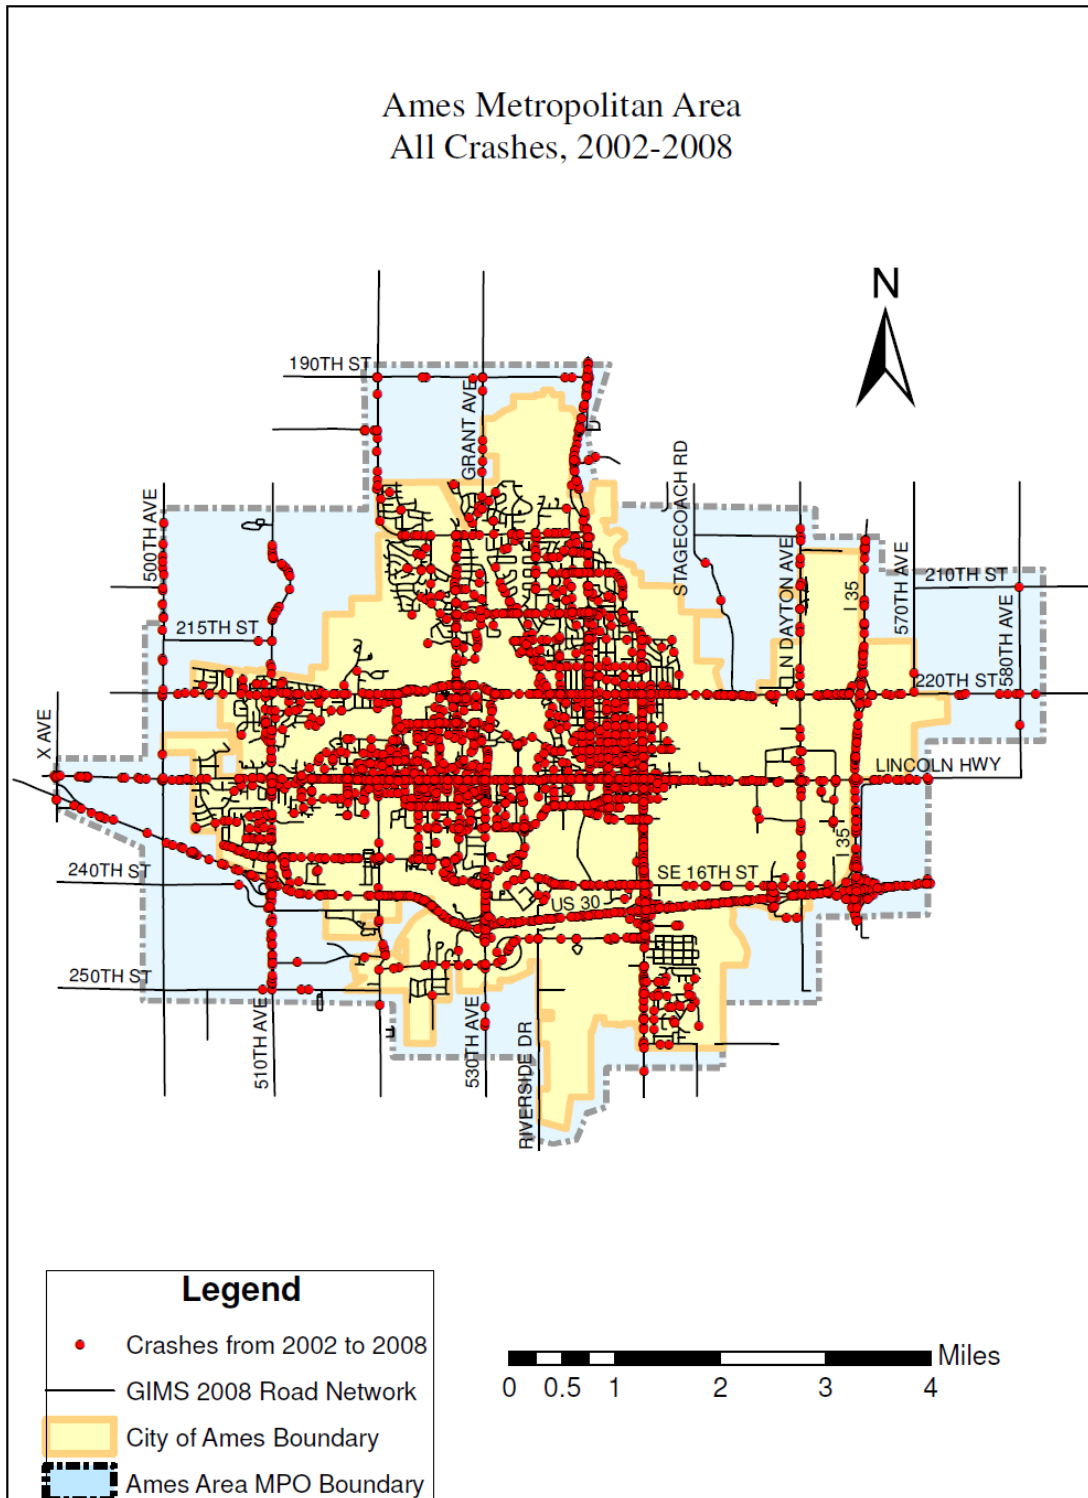 Ames Metropolitan Area
All Crashes, 2002-2008
N
190TH ST
GRANT AVE
STAGECOACH RD
500TH AVE
N DAYTON AVE
I 35
570TH AVE
210TH ST
580TH AVE
215TH ST
220TH ST
X AVE
LINCOLN HWY
I 35
240TH ST
SE 16TH ST
US 30
250TH ST
510TH AVE
530TH AVE
RIVERSIDE DR
Legend
Crashes from 2002 to 2008
GIMS 2008 Road Network
City of Ames Boundary
Ames Area MPO Boundary
Miles
0 0.5 1 2 3 4